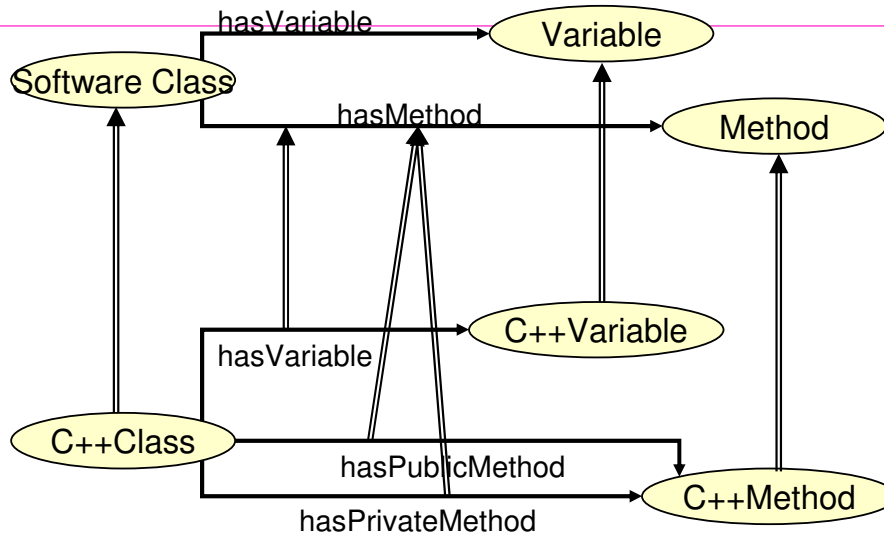 hasVariable
Variable
Software Class
hasMethod
Method
C++Variable
hasVariable
C++Class
hasPublicMethod
C++Method
hasPrivateMethod